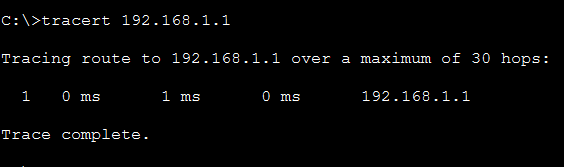 C:\>tracert 192.168.1.1
Tracing route to 192.168.1.1 over a maximum of 30 hops:
1 0 ms 1 ms 0 ms 192.168.1.1
Trace complete.